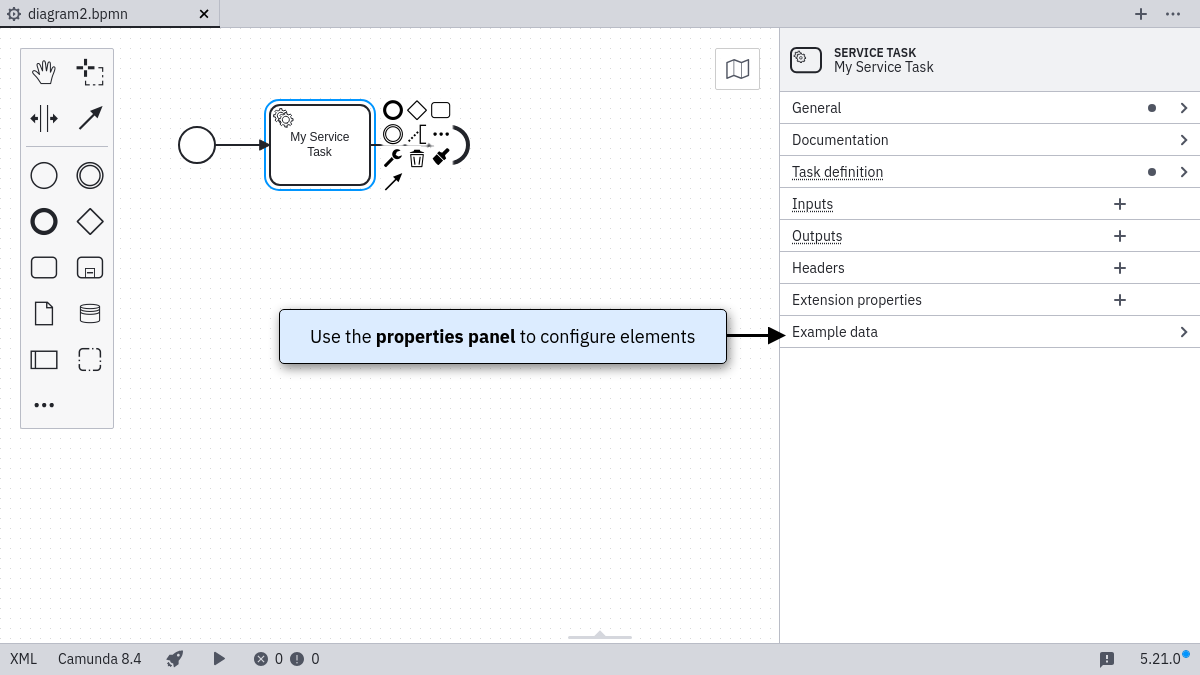 diagram2.bpmn
My Service
Task
SERVICE TASK
My Service Task
General
Documentation
Task definition
Inputs
Outputs
Headers
Extension properties
Example data
Use the properties panel to configure elements
XML Camunda 8.4 0 0 5.21.0